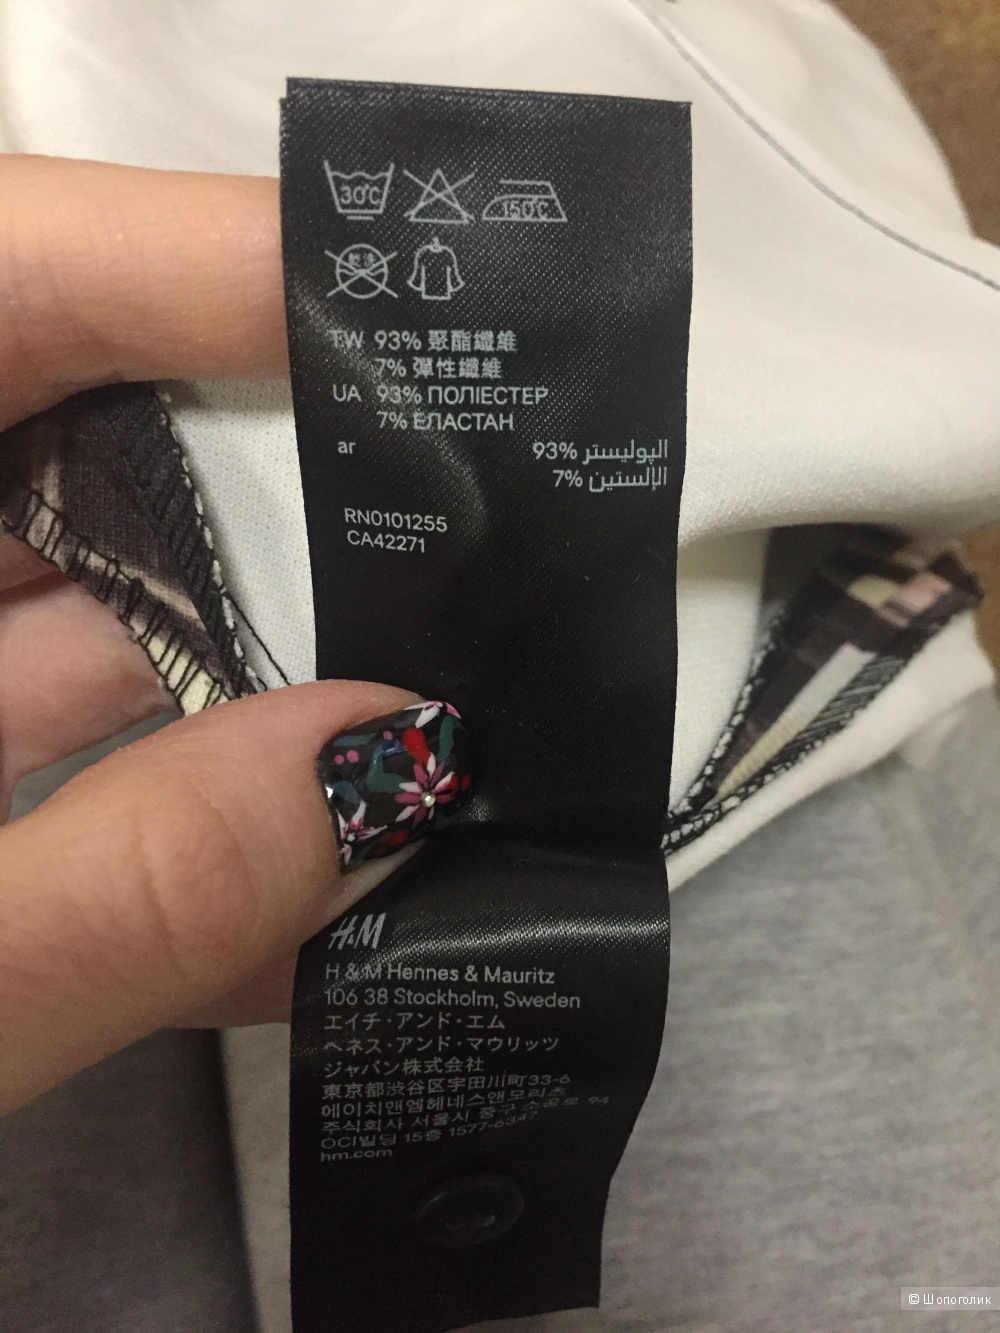 30°C
150°C
乾洗
TW 93% 聚酯纖維
7% 彈性纖維
UA 93% ПОЛІЕСТЕР
7% ЕЛАСТАН
ar 93% البوليستر
7% الإلستين
RN0101255
CA42271
H&M
H & M Hennes & Mauritz
106 38 Stockholm, Sweden
エイチ・アンド・エム
ヘネス・アンド・マウリッツ
ジャパン株式会社
東京都渋谷区宇田川町33-6
에이치앤엠헤네스앤모리츠
주식회사 서울시 중구 소공로 94
OCI빌딩 15층 1577-6347
hm.com
© Шопоголик